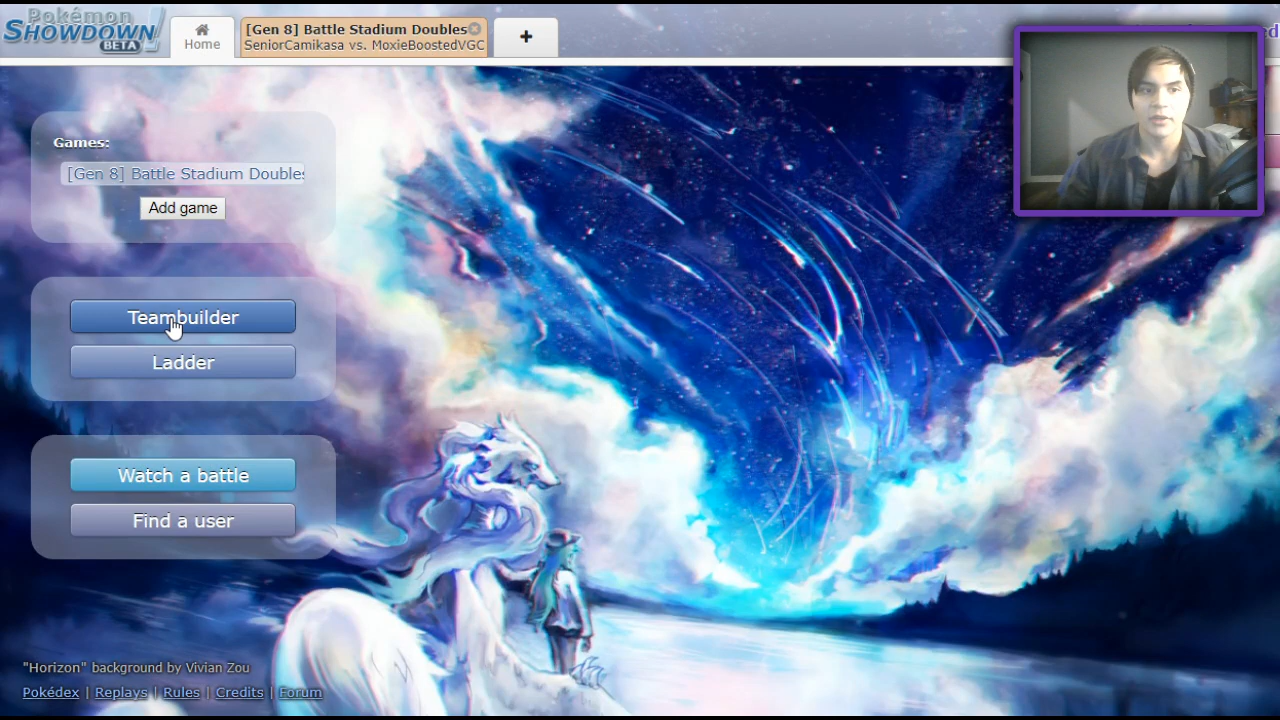 Pokémon
SHOWDOWN!
BETA
Home
[Gen 8] Battle Stadium Doubles
SeniorCamikasa vs. MoxieBoostedVGC
+
Games:
[Gen 8] Battle Stadium Doubles
Add game
Teambuilder
Ladder
Watch a battle
Find a user
"Horizon" background by Vivian Zou
Pokédex | Replays | Rules | Credits | Forum